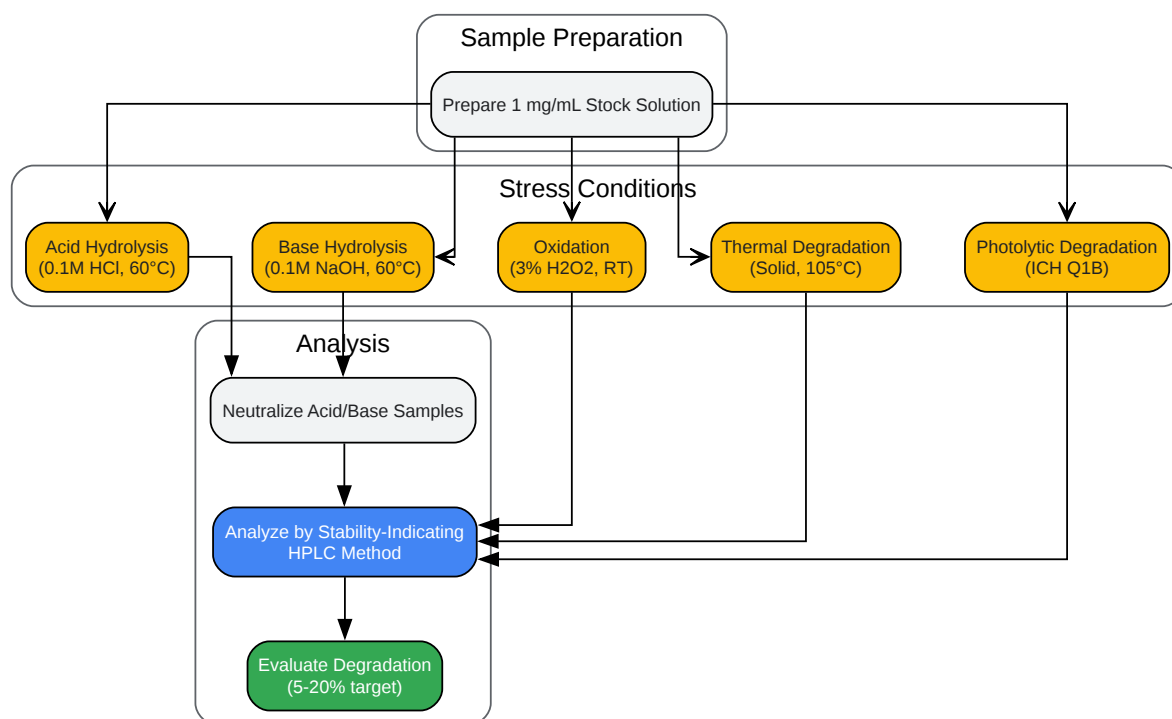 Sample Preparation
Prepare 1 mg/mL Stock Solution
Stress Conditions
Acid Hydrolysis
(0.1M HCl, 60°C)
Base Hydrolysis
(0.1M NaOH, 60°C)
Oxidation
(3% H2O2, RT)
Thermal Degradation
(Solid, 105°C)
Photolytic Degradation
(ICH Q1B)
Analysis
Neutralize Acid/Base Samples
Analyze by Stability-Indicating
HPLC Method
Evaluate Degradation
(5-20% target)